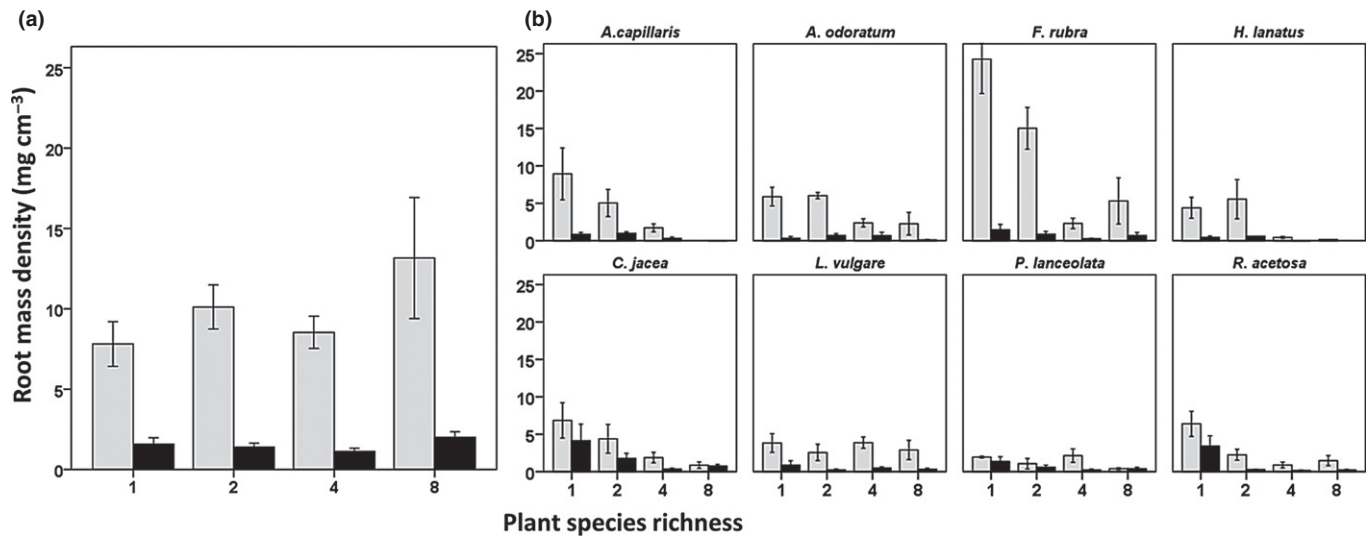 (a)
Root mass density (mg cm⁻³)
25
20
15
10
5
0
1 2 4 8
(b)
A.capillaris A. odoratum F. rubra H. lanatus
25
20
15
10
5
0
C. jacea L. vulgare P. lanceolata R. acetosa
25
20
15
10
5
0
1 2 4 8 1 2 4 8 1 2 4 8 1 2 4 8
Plant species richness